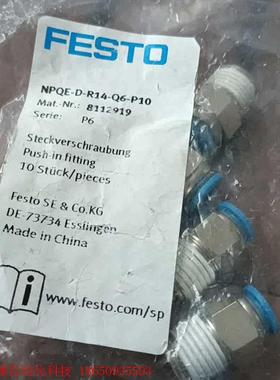 FESTO
NPQE-D-R14-Q6-P10
Mat.-Nr.: 8112919
Serie: P6
Steckverschraubung
Push-in fitting
10 Stück/pieces
Festo SE & Co.KG
DE-73734 Esslingen
Made in China
www.festo.com/sp